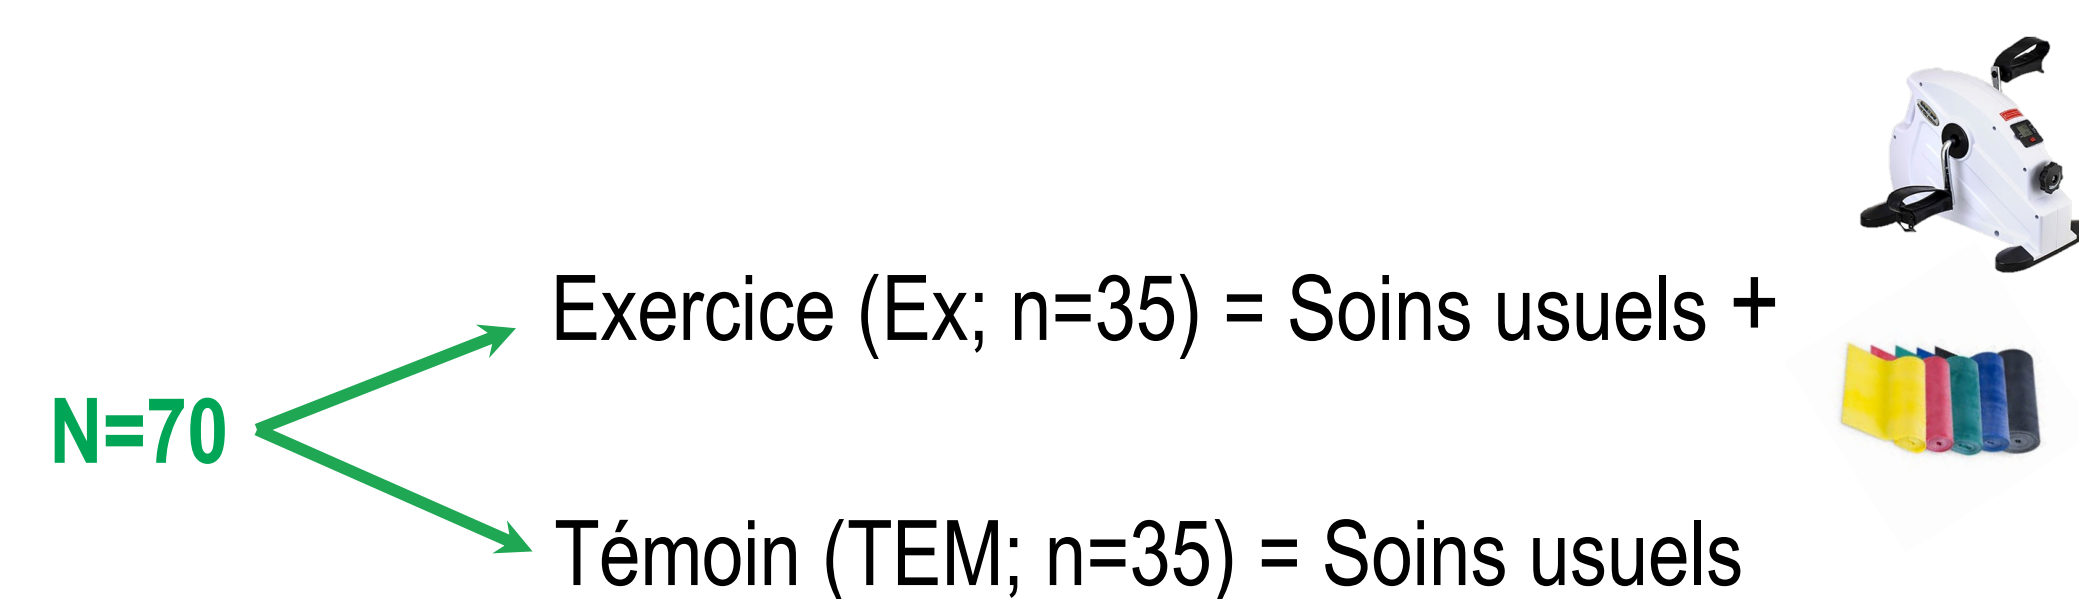 Exercice (Ex; n=35) = Soins usuels +
N=70
Témoin (TEM; n=35) = Soins usuels